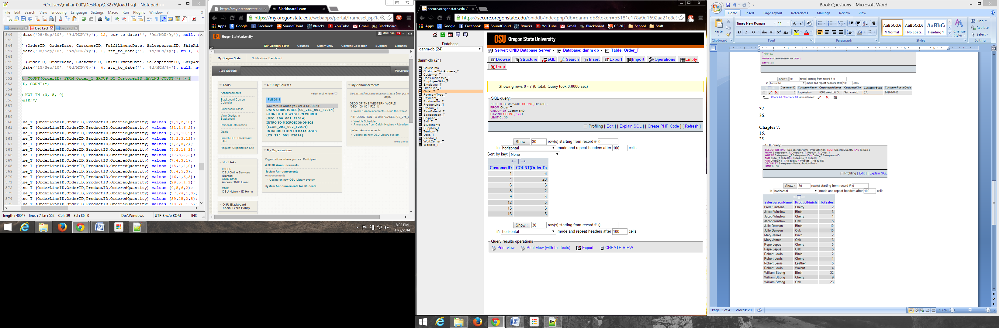 *C:\Users\mihai_000\Desktop\CS275\load1.sql - Notepad++
File Edit Search View Encoding Language Settings Macro Run Plugins Window ? X
create.sql load1.sql load2.sql
544 _date('08/Sep/10', '%d/MON/%y'), 12, str_to_date('', '%d/MON/%y'), null,
545
546 (OrderID, OrderDate, CustomerID, FulfillmentDate, SalespersonID, ShipAd
547 _date('08/Sep/10', '%d/MON/%y'), 1, str_to_date('', '%d/MON/%y'), null, 3
548
549 (OrderID, OrderDate, CustomerID, FulfillmentDate, SalespersonID, ShipAd
550 _date('15/Sep/10', '%d/MON/%y'), 4, str_to_date('', '%d/MON/%y'), null,
551
552 , COUNT(OrderID) FROM Order_T GROUP BY CustomerID HAVING COUNT(*) > 1
553 ID, COUNT(*)
554
555 NOT IN (3, 5, 9)
556 onID;*/
557
558
559
560 ne_T (OrderLineID,OrderID,ProductID,OrderedQuantity) values (1,1,2,18);
561 ne_T (OrderLineID,OrderID,ProductID,OrderedQuantity) values (31,1,6,2);
562 ne_T (OrderLineID,OrderID,ProductID,OrderedQuantity) values (2,1,10,9);
563 ne_T (OrderLineID,OrderID,ProductID,OrderedQuantity) values (3,2,3,12);
564 ne_T (OrderLineID,OrderID,ProductID,OrderedQuantity) values (4,2,8,2);
565 ne_T (OrderLineID,OrderID,ProductID,OrderedQuantity) values (5,2,14,2);
566 ne_T (OrderLineID,OrderID,ProductID,OrderedQuantity) values (17,3,2,2);
567 ne_T (OrderLineID,OrderID,ProductID,OrderedQuantity) values (7,4,3,1);
568 ne_T (OrderLineID,OrderID,ProductID,OrderedQuantity) values (15,4,4,0);
569 ne_T (OrderLineID,OrderID,ProductID,OrderedQuantity) values (8,4,5,3);
570 ne_T (OrderLineID,OrderID,ProductID,OrderedQuantity) values (16,4,6,3);
571 ne_T (OrderLineID,OrderID,ProductID,OrderedQuantity) values (29,5,1,1);
572 ne_T (OrderLineID,OrderID,ProductID,OrderedQuantity) values (9,5,6,2);
573 ne_T (OrderLineID,OrderID,ProductID,OrderedQuantity) values (37,24,1,0);
574 ne_T (OrderLineID,OrderID,ProductID,OrderedQuantity) values (39,25,2,5);
575 ne_T (OrderLineID,OrderID,ProductID,OrderedQuantity) values (40,26,1,5);
length : 40047 lines : 7 Ln : 552 Col : 89 Sel : 86 | 0 Dos\Windows UTF-8 w/o BOM INS
https://my.oregonstate.e Blackboard Learn
https://my.oregonstate.edu/webapps/portal/frameset.jsp?ta
Apps Google Facebook SoundCloud 8tracks YouTube Gmail Blackboard
OSU Oregon State University
Mihai Dan 78
My Oregon State Courses Community Content Collection Support Libraries
My Oregon State Notifications Dashboard
Add Module Personaliz
Tools
Announcements
Blackboard Course Calendar
Blackboard Tasks
View Grades in Blackboard
Personal Information
Goals
Search OSU Blackboard FAQ
Request Organization Site
Hot Links
InfOSU
OSU Online Services (Banner)
ONID Email
Access ONID Email
ONID
OSU Network ID Home
OSU Blackboard Social Learn Policy
OSU My Courses
select another term
Fall 2014
Courses in which you are a STUDENT:
DATA STRUCTURES (CS_261_002_F2014)
GEOG OF THE WESTERN WORLD (GEO_106_001_F2014)
INTRO TO MICROECONOMICS (ECON_201_002_F2014)
INTRODUCTION TO DATABASES (CS_275_001_F2014)
My Organizations
Organizations where you are: Participant
ASOSU Announcements
System Announcements
Announcements:
Update on new OSU Library system
System Announcements for Students
My Announcements
No Institution Announcements have been poste
days.
GEOG OF THE WESTERN WORLD
(GEOG_106_001_F2014)
Week 6 Announcements - Quiz this week!
INTRODUCTION TO DATABASES (CS_275_
Weekly Schedule
A message from Calvin Hughes - Adcadem
System Announcements
Update on new OSU Library system
more annou
8:02 PM
11/2/2014
secure.oregonstate.edu /
https://secure.oregonstate.edu/oniddb/index.php?db=danm-db&token=b5181e178a9d1692aa21e8e9
Apps Google Facebook SoundCloud 8tracks YouTube Gmail Blackboard CS 261 School Stuff
Database
danm-db (24)
danm-db (24)
CourseInfo
CustomerShipAddress_T
Customer_T
DoesBusinessIn_T
EmployeeSkills_T
Employee_T
OrderLine_T
Order_T
PaymentType_T
Payment_T
ProducedIn_T
ProductLine_T
Product_T
RawMaterial_T
Salesperson_T
Shipped_T
Skill_T
StudentInfo
Supplies_T
Territory_T
Uses_T
Vendor_T
WorkCenter_T
WorksIn_T
OSU Oregon State University
Server: ONID Database Server Database: danm-db Table: Order_T
Browse Structure SQL Search Insert Export Import Operations Empty
Drop
Showing rows 0 - 7 (8 total, Query took 0.0006 sec)
SQL query:
SELECT CustomerID, COUNT( OrderID )
FROM Order_T
GROUP BY CustomerID
HAVING COUNT( * ) >1
LIMIT 0 , 30
Profiling [ Edit ] [ Explain SQL ] [ Create PHP Code ] [ Refresh ]
Show : 30 row(s) starting from record # 0
in horizontal mode and repeat headers after 100 cells
Sort by key: None
CustomerID COUNT(OrderID)
1 6
4 28
6 3
8 2
9 3
12 5
15 3
16 5
Show : 30 row(s) starting from record # 0
in horizontal mode and repeat headers after 100 cells
Query results operations
Print view Print view (with full texts) Export CREATE VIEW
Book Questions - Microsoft Word
Home Insert Page Layout References Mailings Review View
Paste Times New Roman 11
AaBbCcDc AaBbCcDc AaBbC
¶ Normal ¶ No Spaci... Heading 1 Change Styles
Find
Replace
Select
Clipboard Font Paragraph Styles Editing
ORDER BY CustomerPostalCode DESC
LIMIT 0 , 30
Show : 30 row(s) starting from record # 0
in horizontal mode and repeat headers after 100 cells
CustomerID CustomerName CustomerAddress CustomerCity CustomerState CustomerPostalCode
5 Impressions 5585 Westcott Ct. Sacramento CA 94206-4056
Check All / Uncheck All With selected:
32.
36.
Chapter 7:
16.
25.
SQL query:
SELECT DISTINCT SalespersonName, ProductFinish, SUM( OrderedQuantity ) AS TotSales
FROM Salesperson_T, OrderLine_T, Product_T, Order_T
WHERE Salesperson_T.SalespersonID = Order_T.SalespersonID
AND Order_T.OrderID = OrderLine_T.OrderID
AND OrderLine_T.ProductID = Product_T.ProductID
GROUP BY SalespersonName, ProductFinish
LIMIT 0 , 30
Profiling [ Edit ] [ Explain SQL
Show : 30 row(s) starting from record # 0
in horizontal mode and repeat headers after 100 cells
SalespersonName ProductFinish TotSales
Fred Flinstone Cherry 2
Jacob Winslow Birch 3
Jacob Winslow Cherry 1
Jacob Winslow Oak 5
Julie Dawson Birch 10
Julie Dawson Oak 10
Mary James Birch 2
Mary James Oak 3
Pepe Lepue Cherry 0
Pepe Lepue Oak 5
Robert Lewis Birch 2
Robert Lewis Cherry 1
Robert Lewis Leather 5
Robert Lewis Walnut 4
William Strong Birch 32
William Strong Cherry 9
William Strong Oak 23
Page: 3 of 4 Words: 20 100%